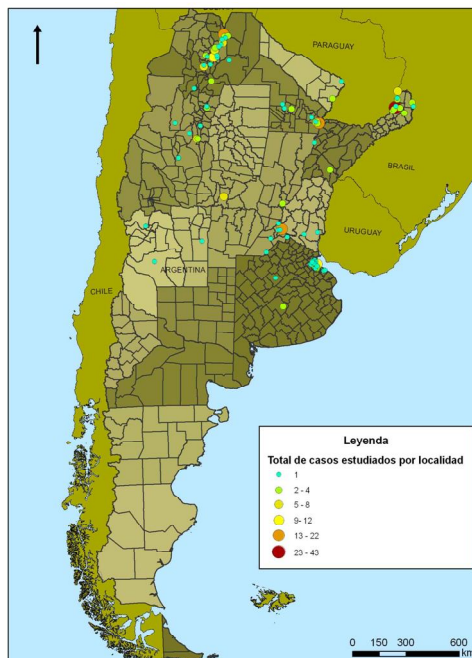 PARAGUAY
BRASIL
URUGUAY
CHILE
ARGENTINA
Leyenda
Total de casos estudiados por localidad
1
2 - 4
5 - 8
9- 12
13 - 22
23 - 43
0 150 300 450 600
km